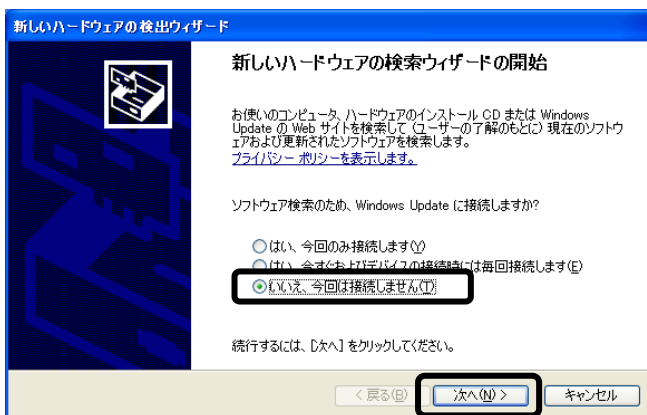 新しいハードウェアの検出ウィザード
新しいハードウェアの検索ウィザードの開始
お使いのコンピュータ、ハードウェアのインストール CD または Windows
Update の Web サイトを検索して (ユーザーの了解のもとに) 現在のソフトウ
ェアおよび更新されたソフトウェアを検索します。
プライバシー ポリシーを表示します。
ソフトウェア検索のため、Windows Update に接続しますか?
はい、今回のみ接続します(Y)
はい、今すぐおよびデバイスの接続時には毎回接続します(E)
いいえ、今回は接続しません(T)
続行するには、[次へ] をクリックしてください。
< 戻る(B) 次へ(N) > キャンセル